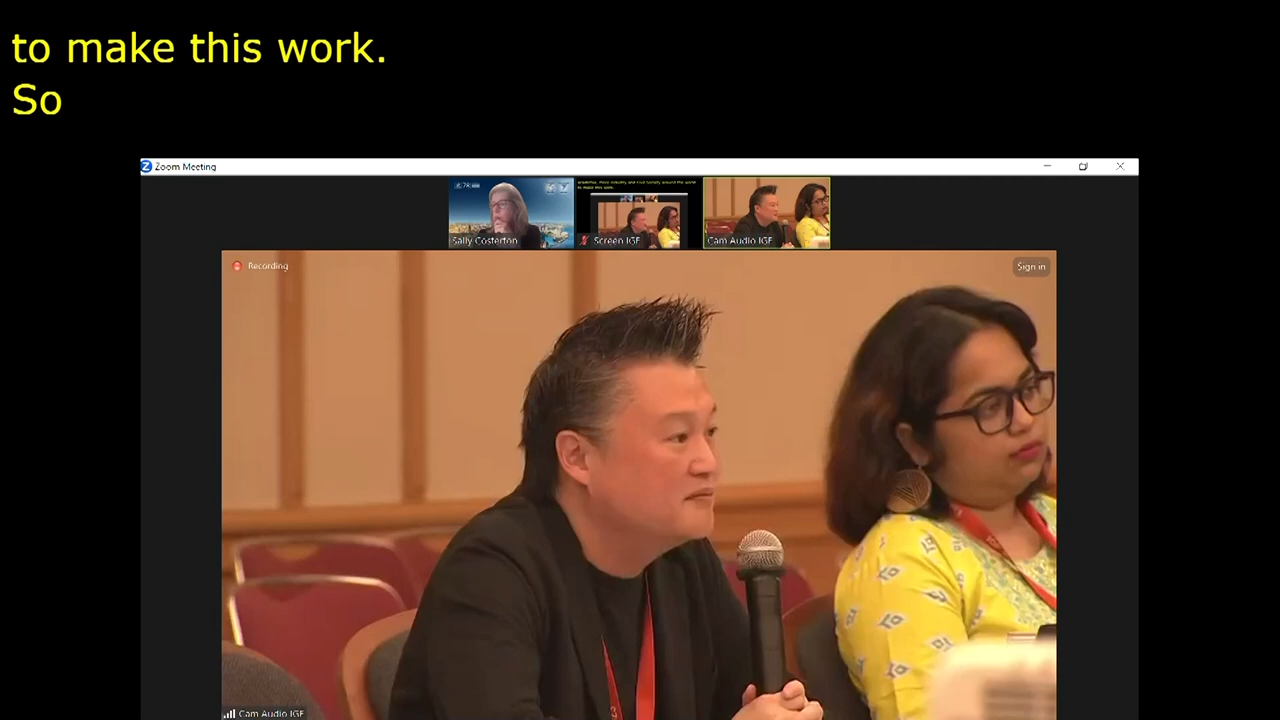 to make this work.
So
Zoom Meeting
Sally Costerton
Screen IGF
Cam Audio IGF
Recording
Sign in
Cam Audio IGF